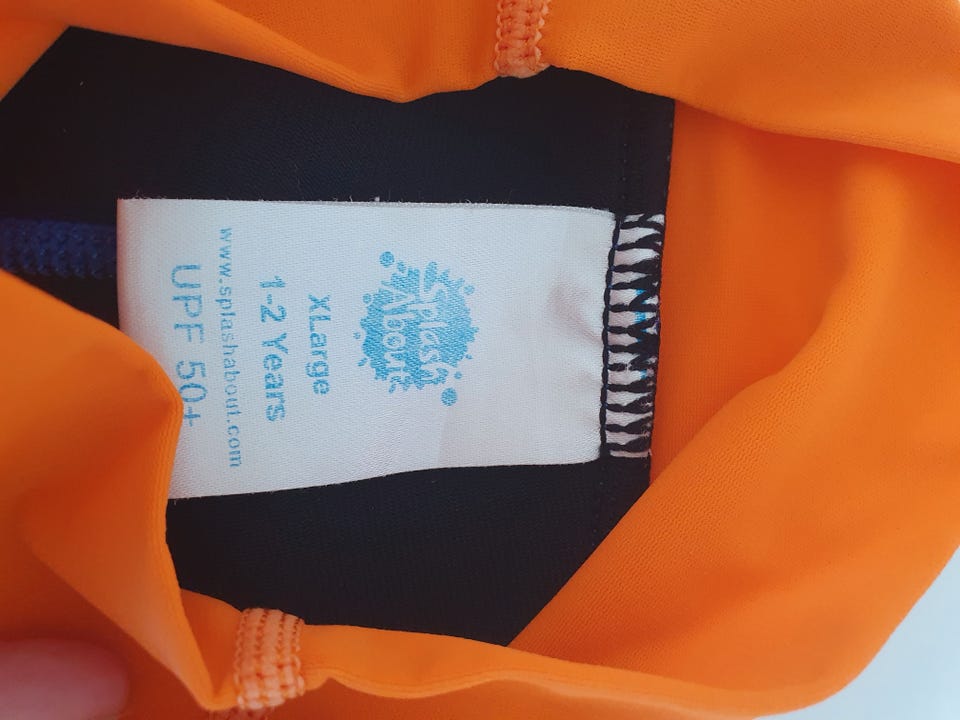 Splash
About
XLarge
1-2 Years
www.splashabout.com
UPF 50+